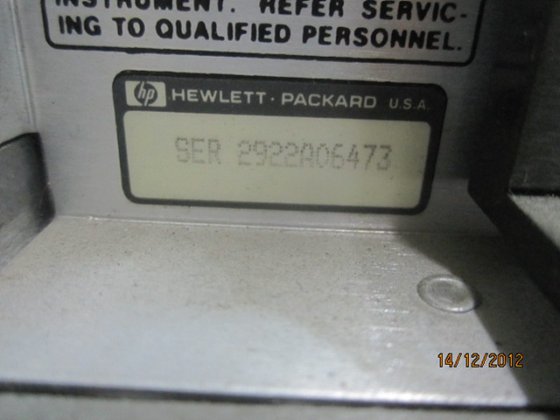 INSTRUMENT. REFER SERVIC-
ING TO QUALIFIED PERSONNEL.
hp HEWLETT·PACKARD U.S.A.
SER 2922A06473
14/12/2012